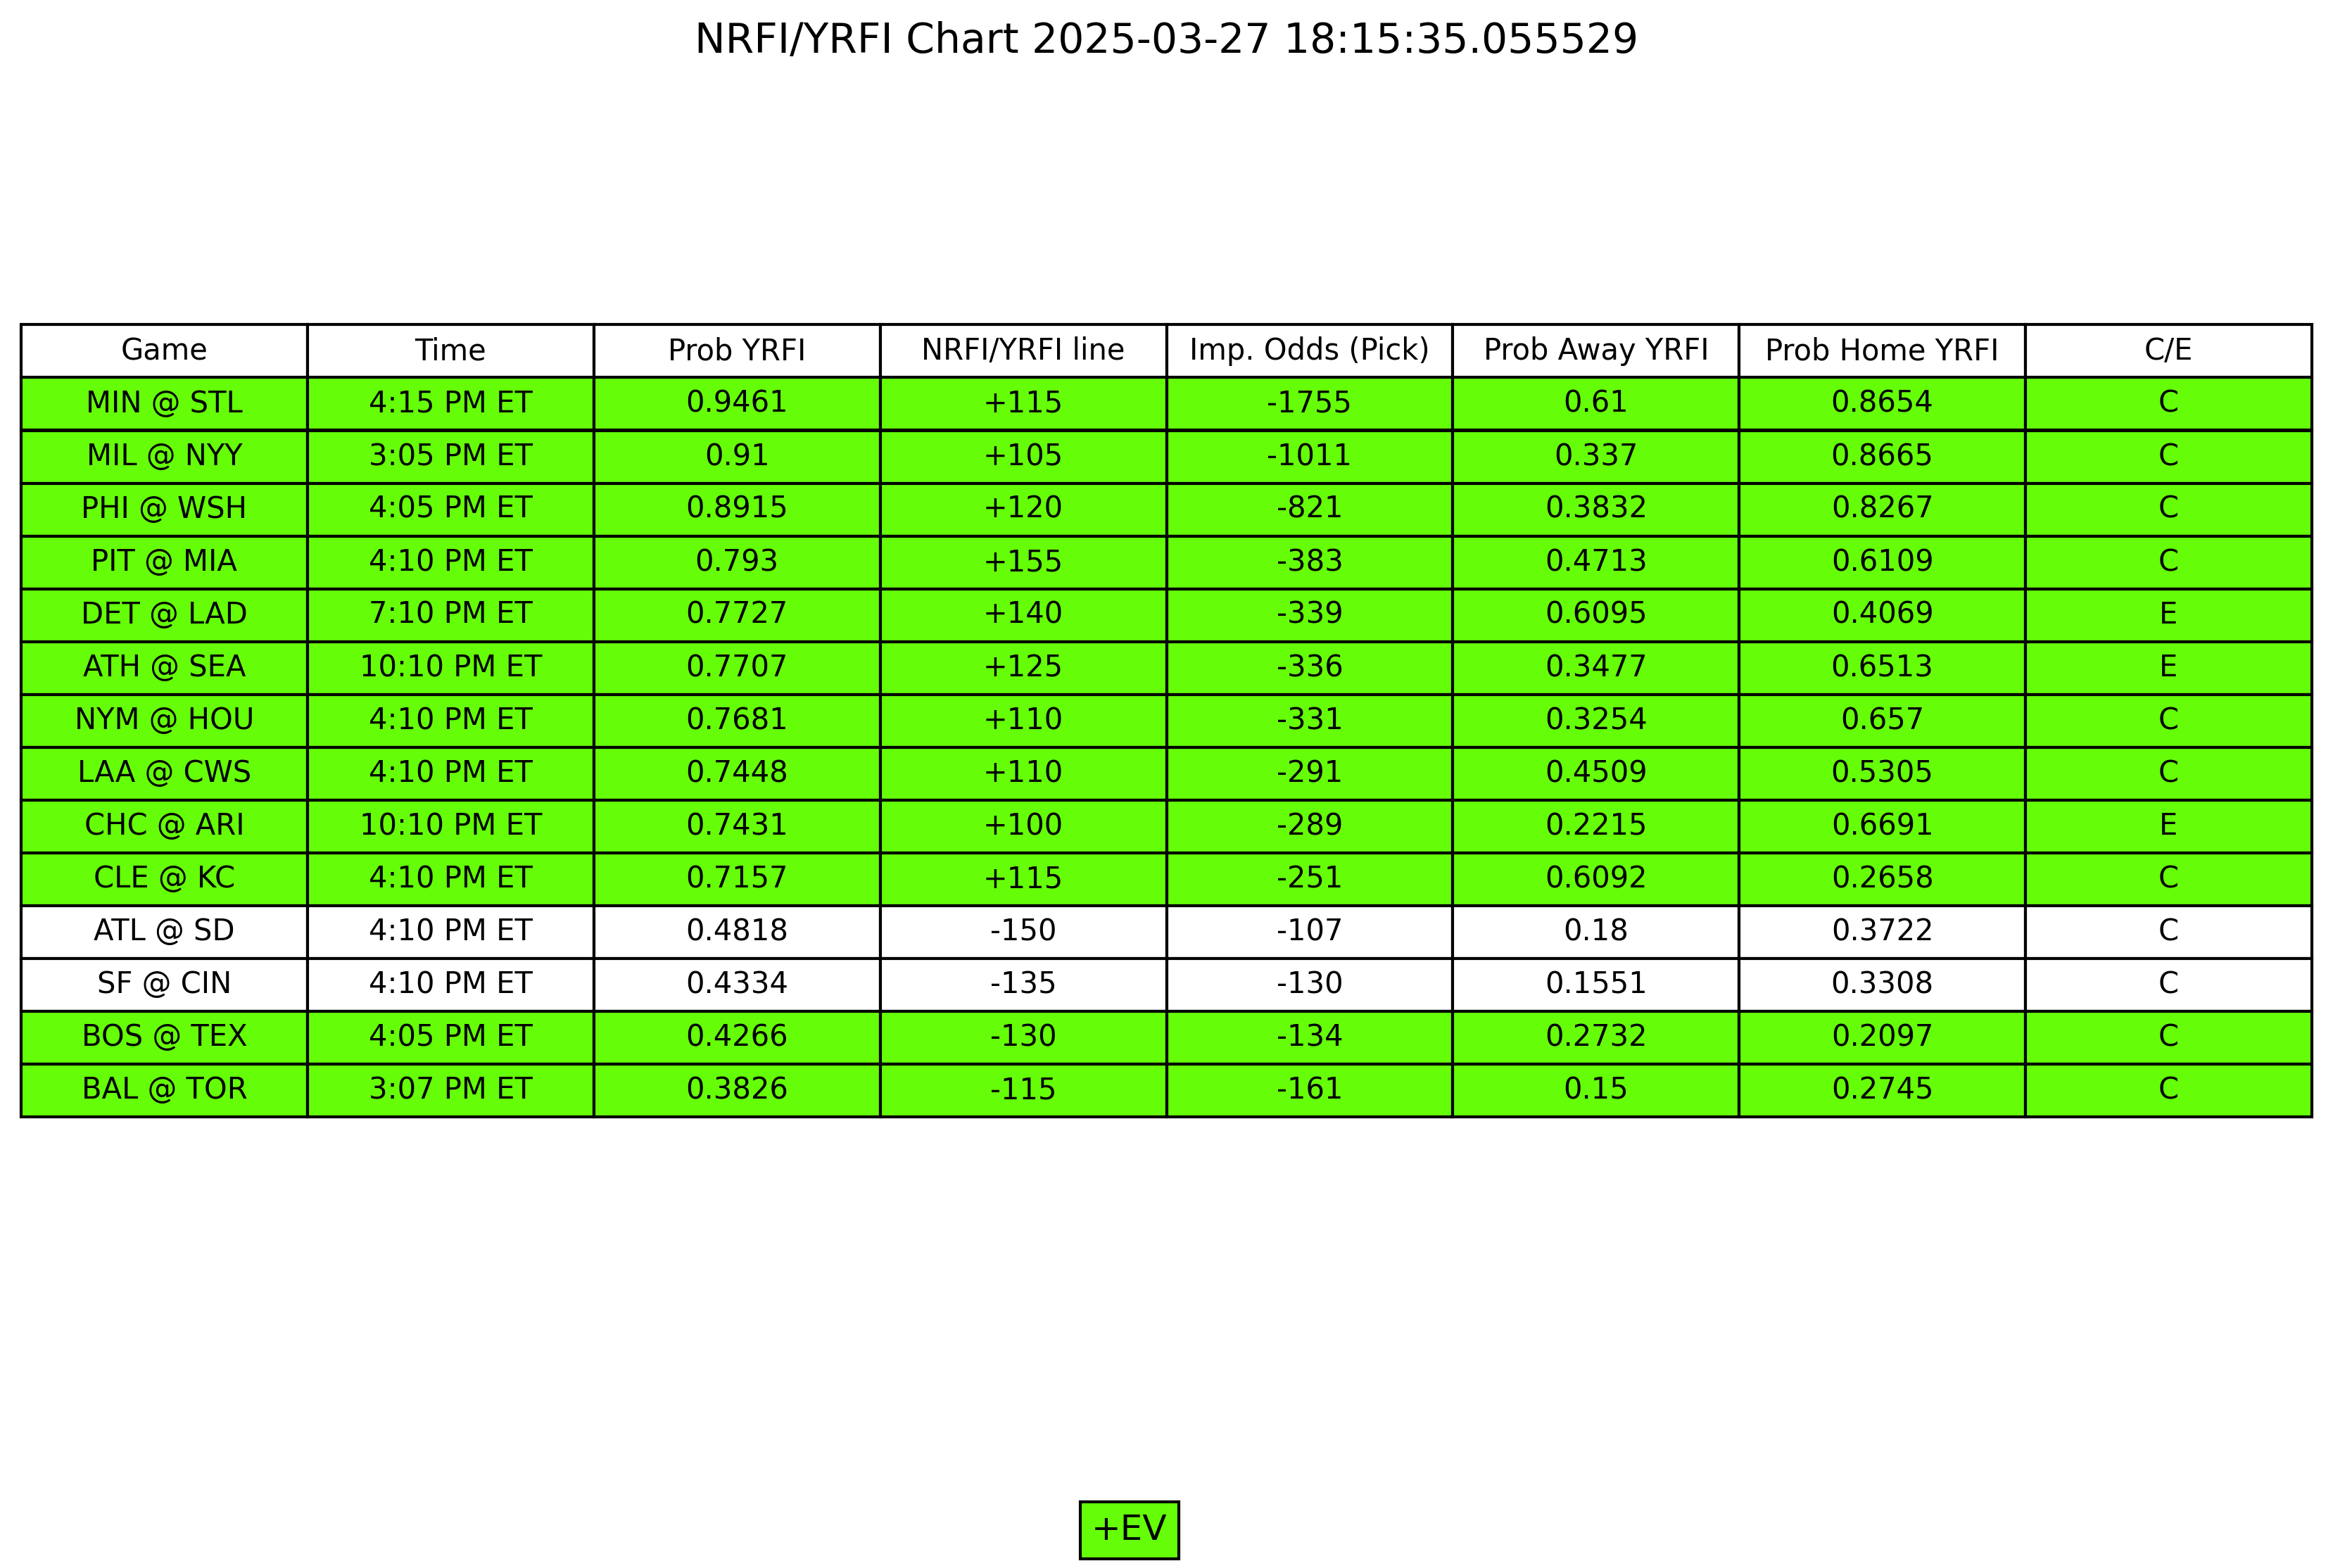 NRFI/YRFI Chart 2025-03-27 18:15:35.055529
Game Time Prob YRFI NRFI/YRFI line Imp. Odds (Pick) Prob Away YRFI Prob Home YRFI C/E
MIN @ STL 4:15 PM ET 0.9461 +115 -1755 0.61 0.8654 C
MIL @ NYY 3:05 PM ET 0.91 +105 -1011 0.337 0.8665 C
PHI @ WSH 4:05 PM ET 0.8915 +120 -821 0.3832 0.8267 C
PIT @ MIA 4:10 PM ET 0.793 +155 -383 0.4713 0.6109 C
DET @ LAD 7:10 PM ET 0.7727 +140 -339 0.6095 0.4069 E
ATH @ SEA 10:10 PM ET 0.7707 +125 -336 0.3477 0.6513 E
NYM @ HOU 4:10 PM ET 0.7681 +110 -331 0.3254 0.657 C
LAA @ CWS 4:10 PM ET 0.7448 +110 -291 0.4509 0.5305 C
CHC @ ARI 10:10 PM ET 0.7431 +100 -289 0.2215 0.6691 E
CLE @ KC 4:10 PM ET 0.7157 +115 -251 0.6092 0.2658 C
ATL @ SD 4:10 PM ET 0.4818 -150 -107 0.18 0.3722 C
SF @ CIN 4:10 PM ET 0.4334 -135 -130 0.1551 0.3308 C
BOS @ TEX 4:05 PM ET 0.4266 -130 -134 0.2732 0.2097 C
BAL @ TOR 3:07 PM ET 0.3826 -115 -161 0.15 0.2745 C
+EV